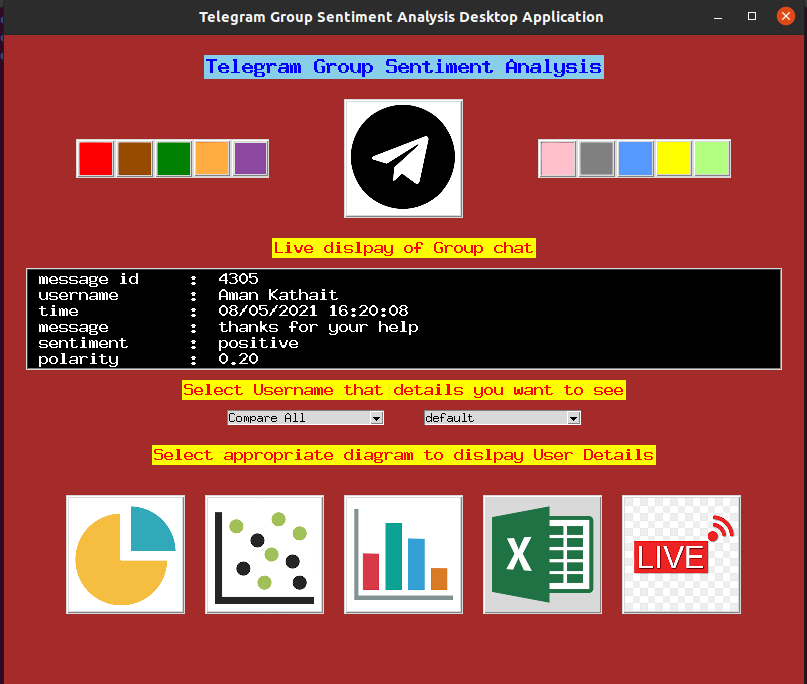 Telegram Group Sentiment Analysis Desktop Application
Telegram Group Sentiment Analysis
Live dislpay of Group chat
message id : 4305
username : Aman Kathait
time : 08/05/2021 16:20:08
message : thanks for your help
sentiment : positive
polarity : 0.20
Select Username that details you want to see
Compare All default
Select appropriate diagram to dislpay User Details
X LIVE